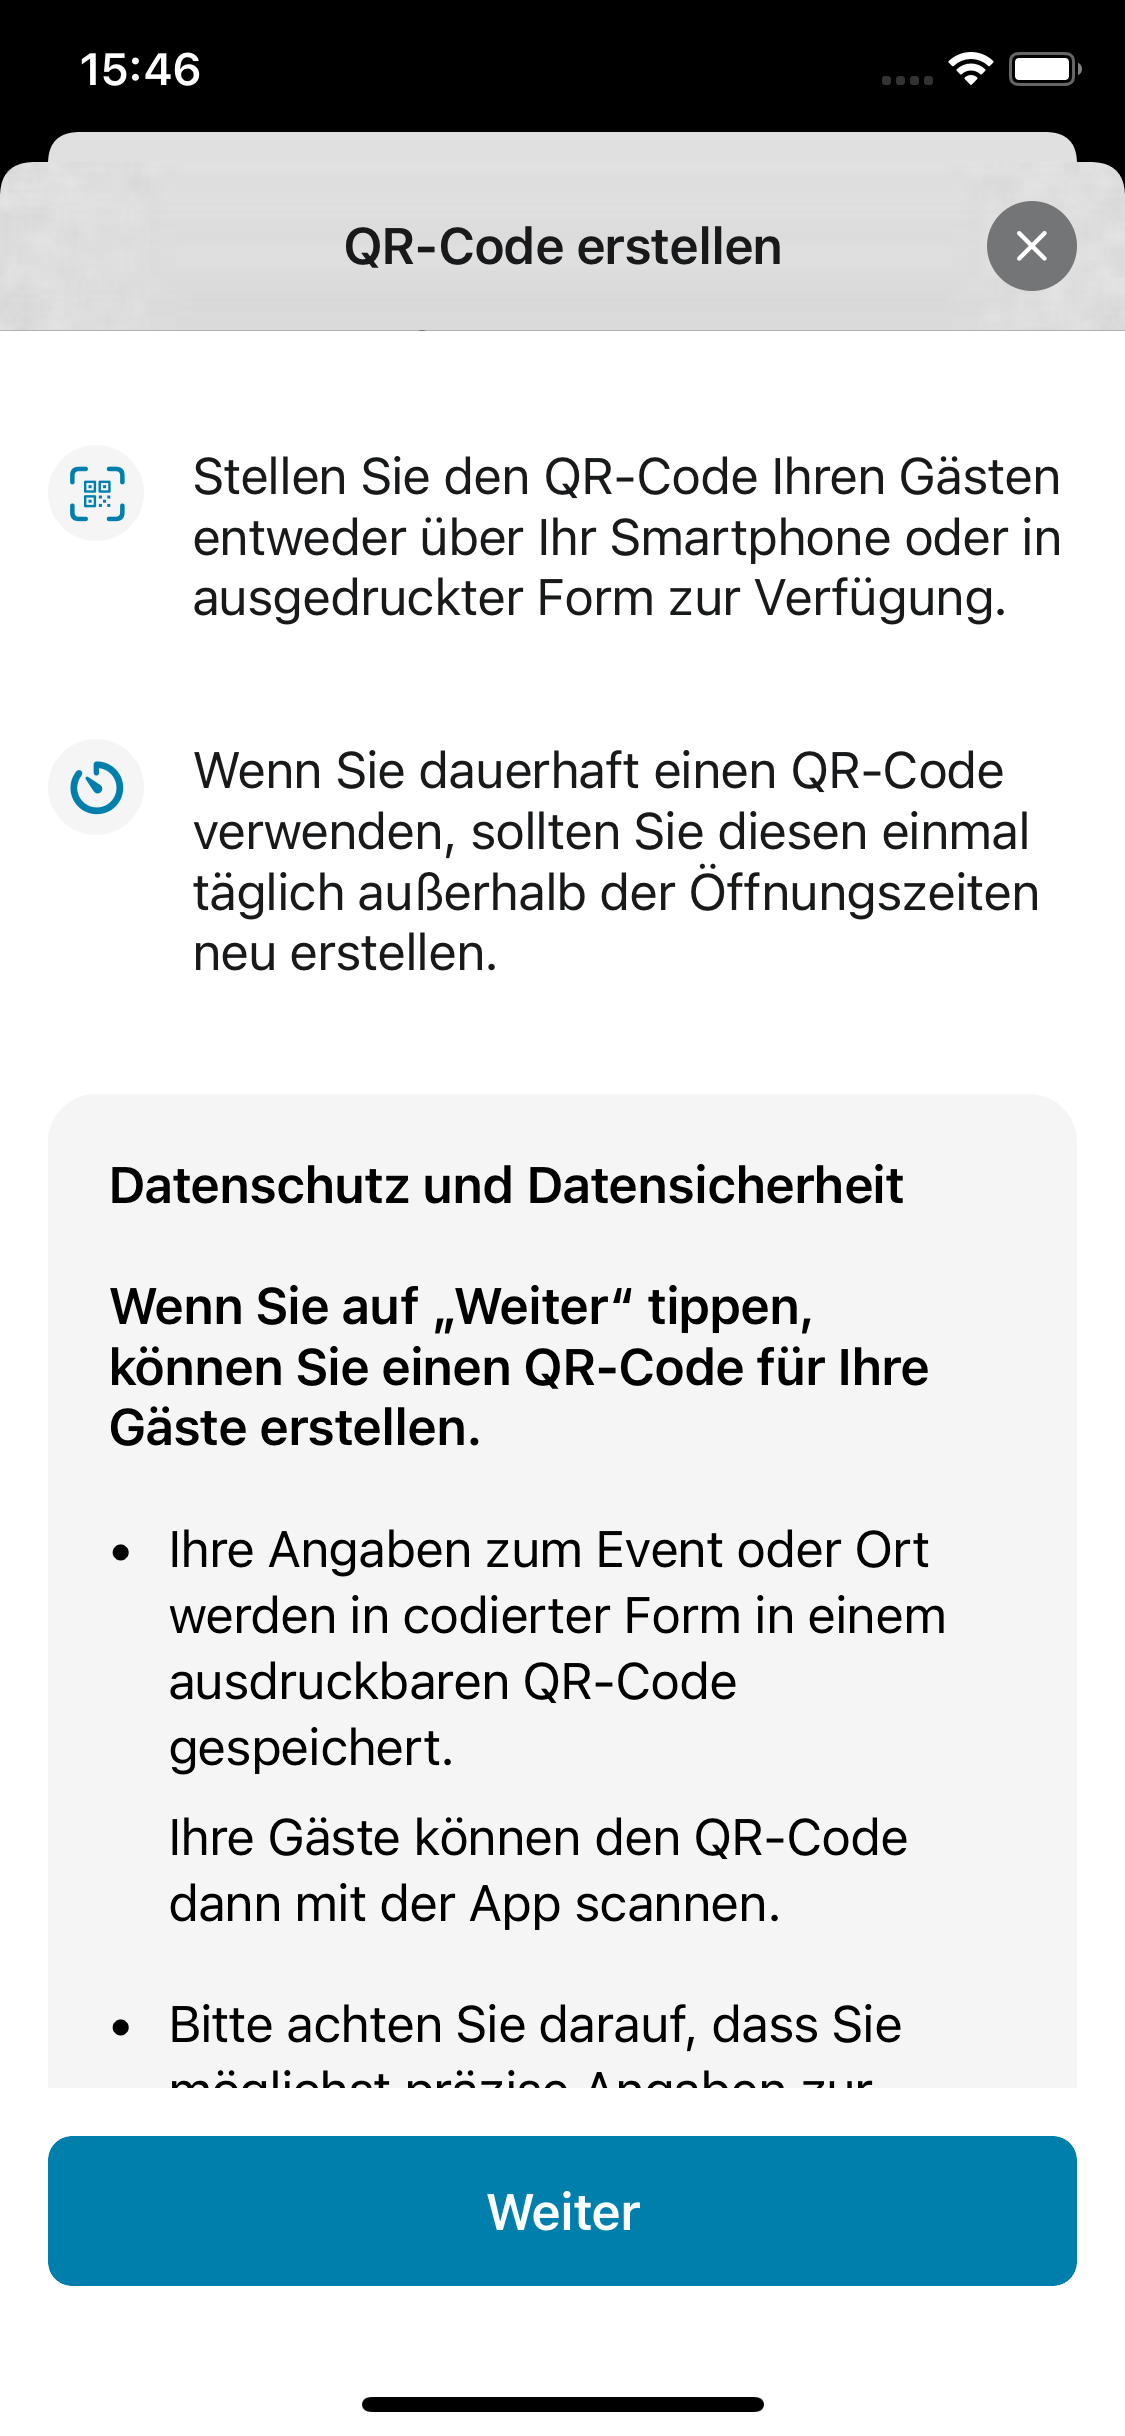 15:46
QR-Code erstellen
Stellen Sie den QR-Code Ihren Gästen
entweder über Ihr Smartphone oder in
ausgedruckter Form zur Verfügung.
Wenn Sie dauerhaft einen QR-Code
verwenden, sollten Sie diesen einmal
täglich außerhalb der Öffnungszeiten
neu erstellen.
Datenschutz und Datensicherheit
Wenn Sie auf „Weiter“ tippen,
können Sie einen QR-Code für Ihre
Gäste erstellen.
• Ihre Angaben zum Event oder Ort
werden in codierter Form in einem
ausdruckbaren QR-Code
gespeichert.
Ihre Gäste können den QR-Code
dann mit der App scannen.
• Bitte achten Sie darauf, dass Sie
möglichst präzise Angaben zur
Weiter